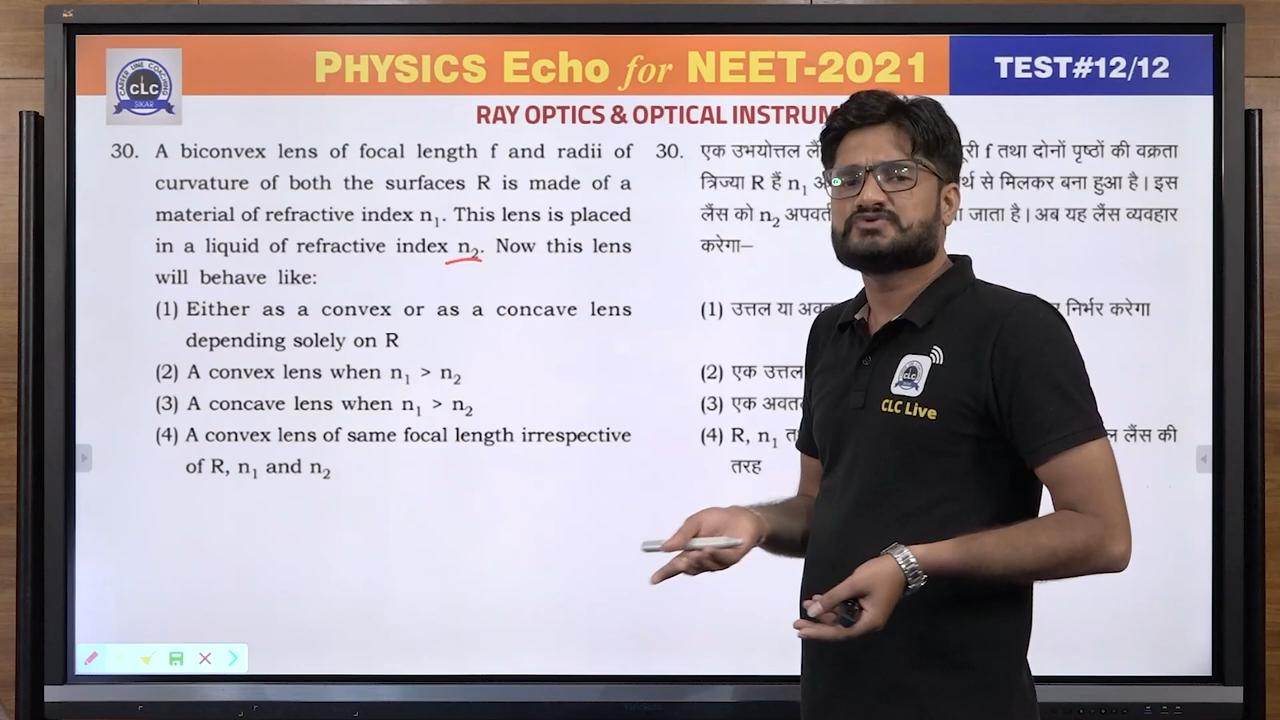 PHYSICS Echo for NEET-2021
TEST#12/12
CAREER LINE COACHING
CLC
SIKAR
RAY OPTICS & OPTICAL INSTRUM
30. A biconvex lens of focal length f and radii of
curvature of both the surfaces R is made of a
material of refractive index n₁. This lens is placed
in a liquid of refractive index n₂. Now this lens
will behave like:
(1) Either as a convex or as a concave lens
depending solely on R
(2) A convex lens when n₁ > n₂
(3) A concave lens when n₁ > n₂
(4) A convex lens of same focal length irrespective
of R, n₁ and n₂
30. एक उभयोत्तल f तथा दोनों पृष्ठों की वक्रता
त्रिज्या R हैं n₁ से मिलकर बना हुआ है। इस
लैंस को n₂ जाता है। अब यह लैंस व्यवहार
करेगा–
(1) उत्तल या निर्भर करेगा
(2) एक उत्तल
(3) एक
(4) R, n₁ लैंस की
तरह
CLC
CLC Live